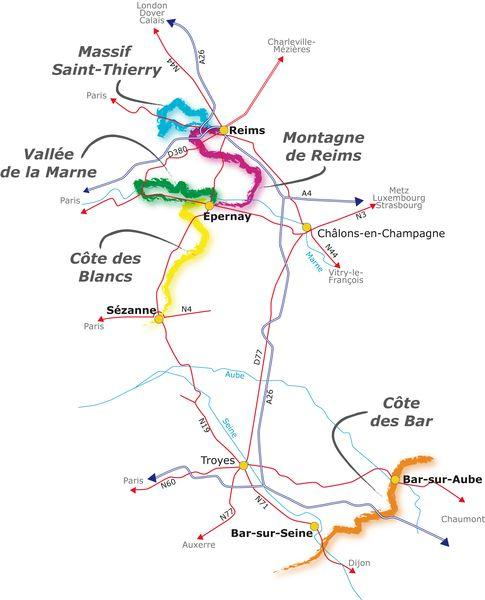 London
Dover
Calais
A26
N44
Charleville-
Mézières
Massif
Saint-Thierry
Paris
Reims
Vallée
de la Marne
D380
Montagne
de Reims
Paris
A4
Metz
Luxembourg
Strasbourg
N3
Épernay
Châlons-en-Champagne
N44
Marne
Vitry-le-
François
Côte des
Blancs
Sézanne
N4
Paris
D77
Aube
A26
Seine
N19
Côte
des Bar
Troyes
Paris
N60
Bar-sur-Aube
N71
N77
Chaumont
Auxerre
Bar-sur-Seine
Dijon